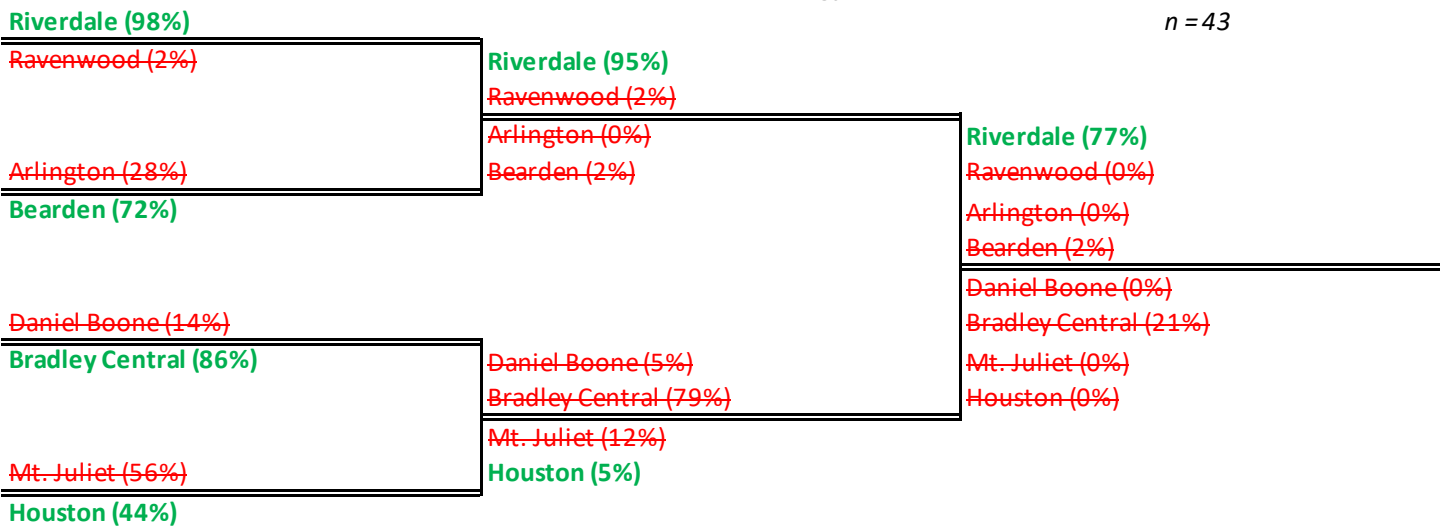 Riverdale (98%)
n = 43
Ravenwood (2%)
Riverdale (95%)
Ravenwood (2%)
Arlington (0%)
Riverdale (77%)
Arlington (28%)
Bearden (2%)
Ravenwood (0%)
Bearden (72%)
Arlington (0%)
Bearden (2%)
Daniel Boone (0%)
Daniel Boone (14%)
Bradley Central (21%)
Bradley Central (86%)
Daniel Boone (5%)
Mt. Juliet (0%)
Bradley Central (79%)
Houston (0%)
Mt. Juliet (12%)
Mt. Juliet (56%)
Houston (5%)
Houston (44%)